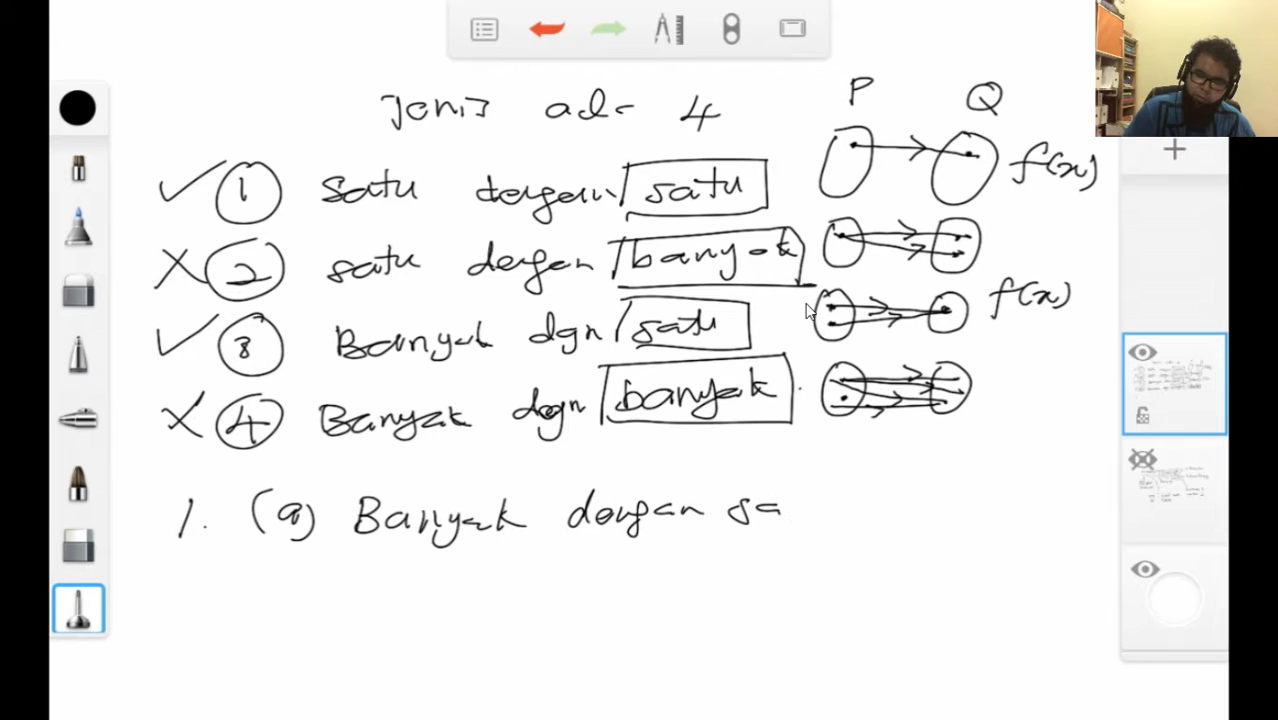 Jenis ada 4
P Q
1 satu dengan satu f(x)
2 satu dengan banyak
3 Banyak dgn satu f(x)
4 Banyak dgn banyak
1. (a) Banyak dengan sa